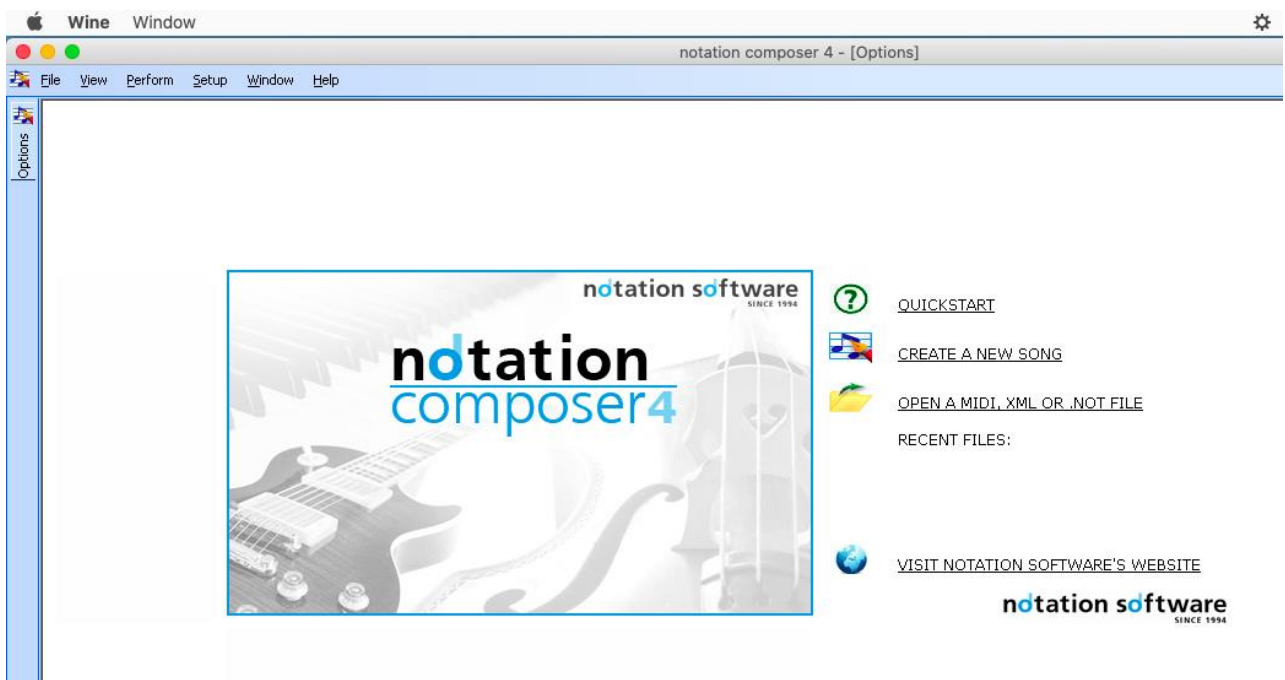 Wine Window
notation composer 4 - [Options]
File View Perform Setup Window Help
Options
notation software
SINCE 1994
notation
composer4
QUICKSTART
CREATE A NEW SONG
OPEN A MIDI, XML OR .NOT FILE
RECENT FILES:
VISIT NOTATION SOFTWARE'S WEBSITE
notation software
SINCE 1994